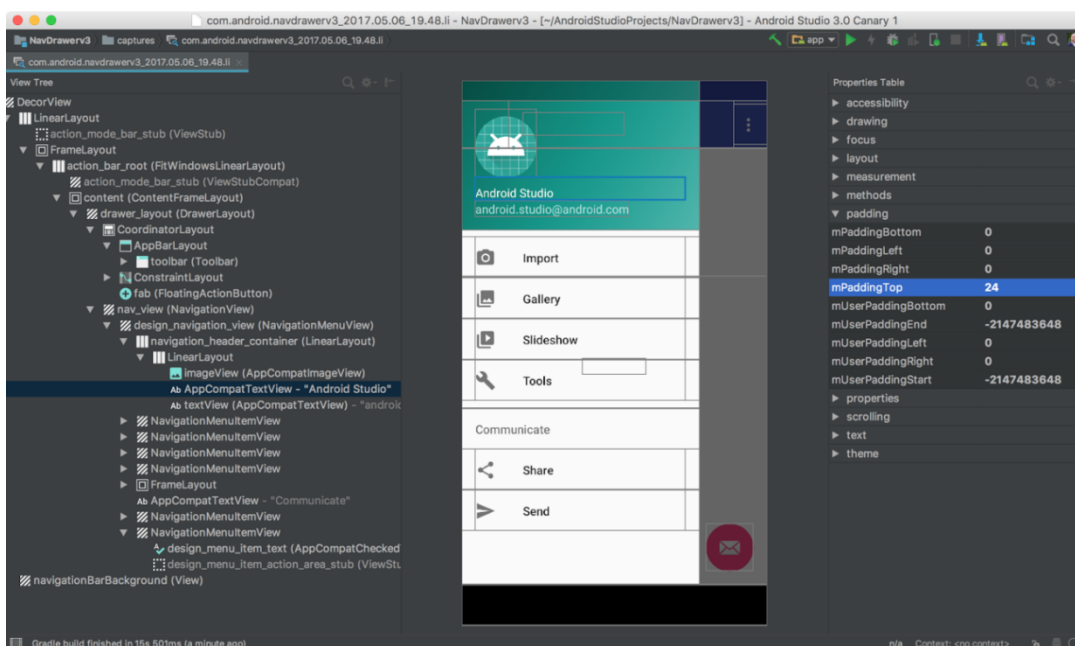 com.android.navdrawerv3_2017.05.06_19.48.li - NavDrawerv3 - [~/AndroidStudioProjects/NavDrawerv3] - Android Studio 3.0 Canary 1
NavDrawerv3 captures com.android.navdrawerv3_2017.05.06_19.48.li app
com.android.navdrawerv3_2017.05.06_19.48.li
View Tree
DecorView
LinearLayout
action_mode_bar_stub (ViewStub)
FrameLayout
action_bar_root (FitWindowsLinearLayout)
action_mode_bar_stub (ViewStubCompat)
content (ContentFrameLayout)
drawer_layout (DrawerLayout)
CoordinatorLayout
AppBarLayout
toolbar (Toolbar)
ConstraintLayout
fab (FloatingActionButton)
nav_view (NavigationView)
design_navigation_view (NavigationMenuView)
navigation_header_container (LinearLayout)
LinearLayout
imageView (AppCompatImageView)
Ab AppCompatTextView - "Android Studio"
Ab textView (AppCompatTextView) - "androic
NavigationMenuItemView
NavigationMenuItemView
NavigationMenuItemView
NavigationMenuItemView
FrameLayout
Ab AppCompatTextView - "Communicate"
NavigationMenuItemView
NavigationMenuItemView
design_menu_item_text (AppCompatChecked
design_menu_item_action_area_stub (ViewStu
navigationBarBackground (View)
Android Studio
android.studio@android.com
Import
Gallery
Slideshow
Tools
Communicate
Share
Send
Properties Table
accessibility
drawing
focus
layout
measurement
methods
padding
mPaddingBottom 0
mPaddingLeft 0
mPaddingRight 0
mPaddingTop 24
mUserPaddingBottom 0
mUserPaddingEnd -2147483648
mUserPaddingLeft 0
mUserPaddingRight 0
mUserPaddingStart -2147483648
properties
scrolling
text
theme
Gradle build finished in 15s 501ms (a minute ago)
n/a Context: <no context>